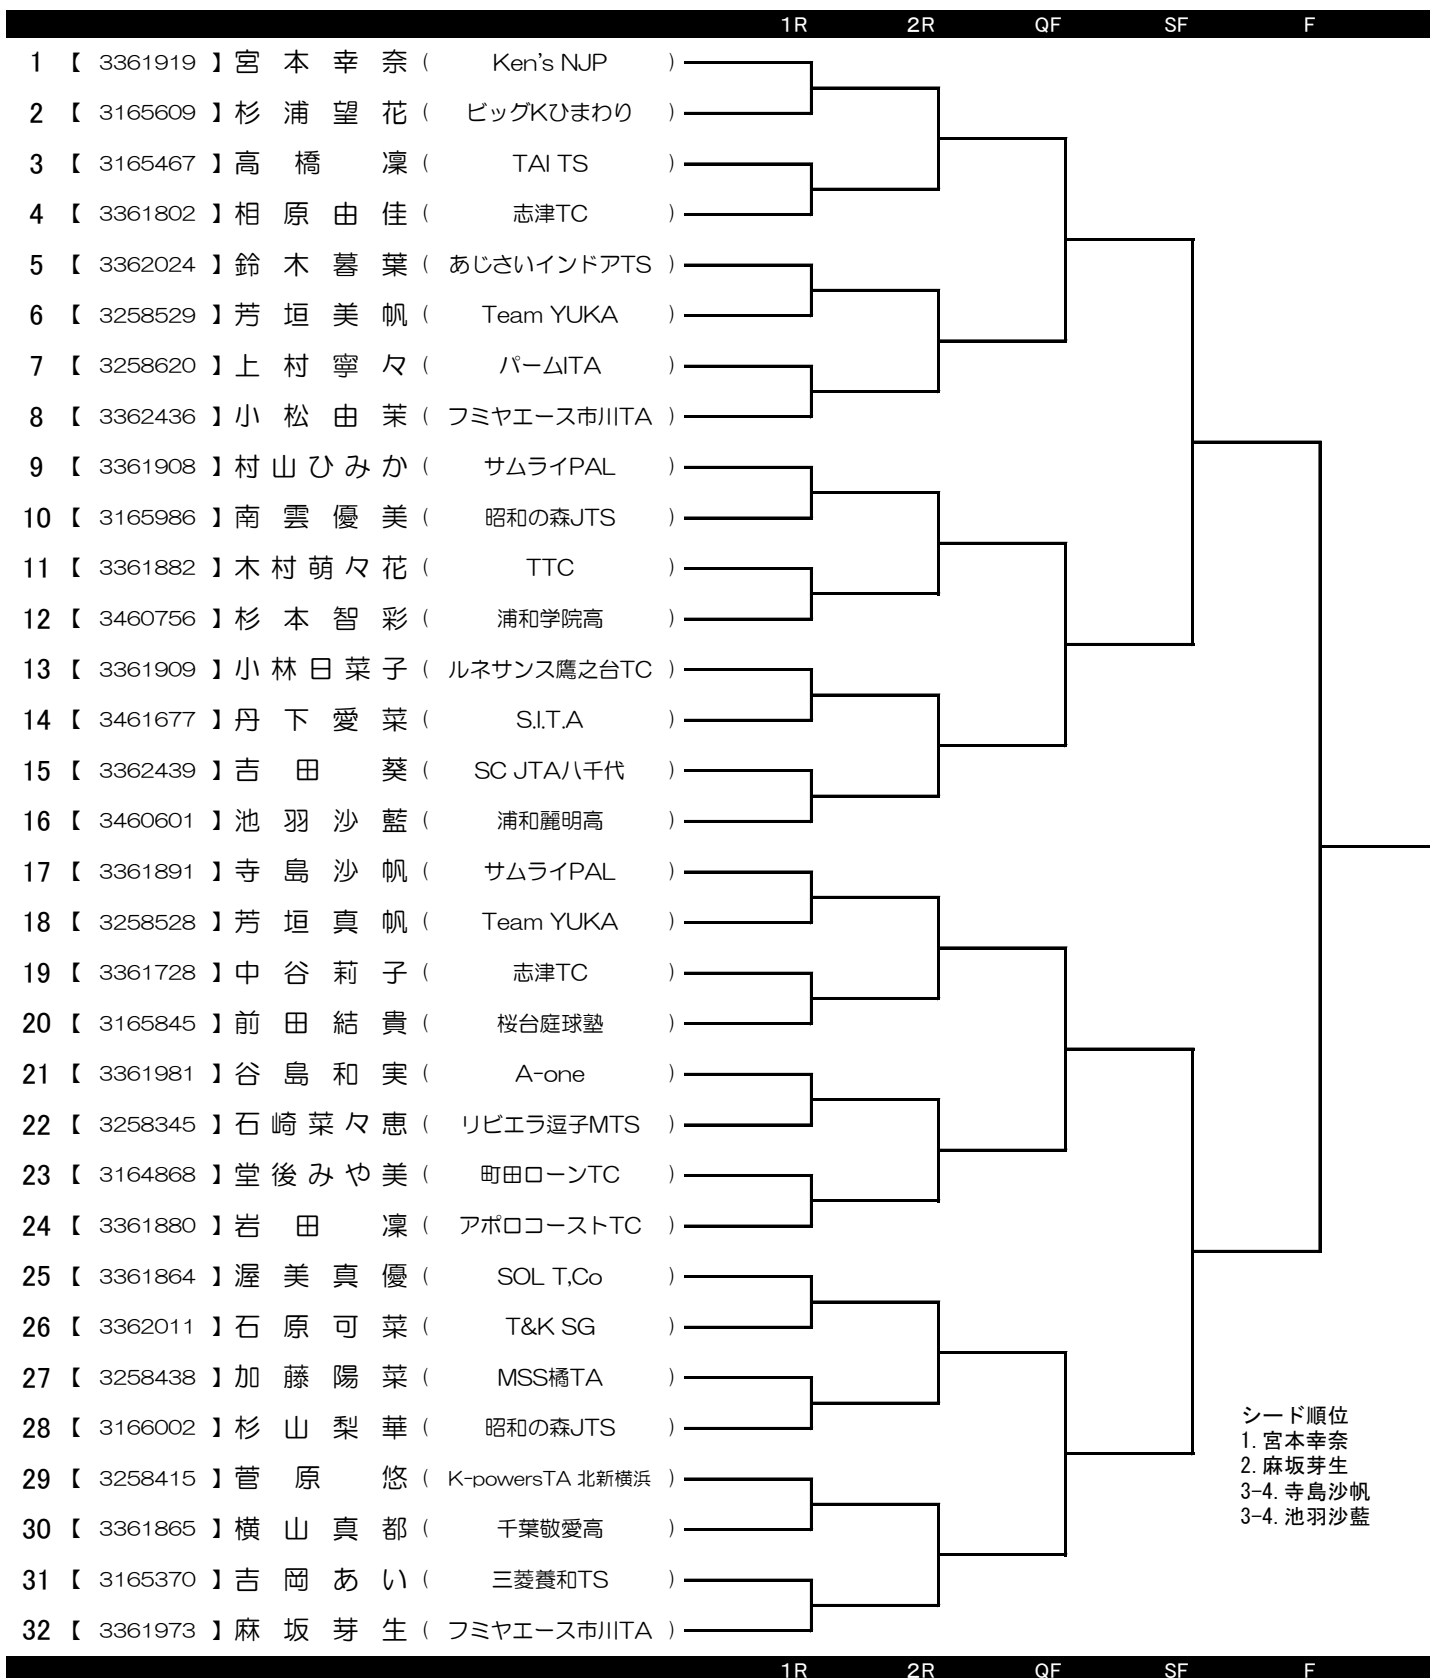 1R 2R QF SF F
1 【 3361919 】 宮本幸奈 ( Ken's NJP )
2 【 3165609 】 杉浦望花 ( ビッグKひまわり )
3 【 3165467 】 高橋 凜 ( TAI TS )
4 【 3361802 】 相原由佳 ( 志津TC )
5 【 3362024 】 鈴木暮葉 ( あじさいインドアTS )
6 【 3258529 】 芳垣美帆 ( Team YUKA )
7 【 3258620 】 上村寧々 ( パームITA )
8 【 3362436 】 小松由茉 ( フミヤエース市川TA )
9 【 3361908 】 村山ひみか ( サムライPAL )
10 【 3165986 】 南雲優美 ( 昭和の森JTS )
11 【 3361882 】 木村萌々花 ( TTC )
12 【 3460756 】 杉本智彩 ( 浦和学院高 )
13 【 3361909 】 小林日菜子 ( ルネサンス鷹之台TC )
14 【 3461677 】 丹下愛菜 ( S.I.T.A )
15 【 3362439 】 吉田 葵 ( SC JTA八千代 )
16 【 3460601 】 池羽沙藍 ( 浦和麗明高 )
17 【 3361891 】 寺島沙帆 ( サムライPAL )
18 【 3258528 】 芳垣真帆 ( Team YUKA )
19 【 3361728 】 中谷莉子 ( 志津TC )
20 【 3165845 】 前田結貴 ( 桜台庭球塾 )
21 【 3361981 】 谷島和実 ( A-one )
22 【 3258345 】 石崎菜々恵 ( リビエラ逗子MTS )
23 【 3164868 】 堂後みや美 ( 町田ローンTC )
24 【 3361880 】 岩田 凜 ( アポロコーストTC )
25 【 3361864 】 渥美真優 ( SOL T,Co )
26 【 3362011 】 石原可菜 ( T&K SG )
27 【 3258438 】 加藤陽菜 ( MSS橘TA )
28 【 3166002 】 杉山梨華 ( 昭和の森JTS )
29 【 3258415 】 菅原 悠 ( K-powersTA 北新横浜 )
30 【 3361865 】 横山真都 ( 千葉敬愛高 )
31 【 3165370 】 吉岡あい ( 三菱養和TS )
32 【 3361973 】 麻坂芽生 ( フミヤエース市川TA )
シード順位
1. 宮本幸奈
2. 麻坂芽生
3-4. 寺島沙帆
3-4. 池羽沙藍
1R 2R QF SF F